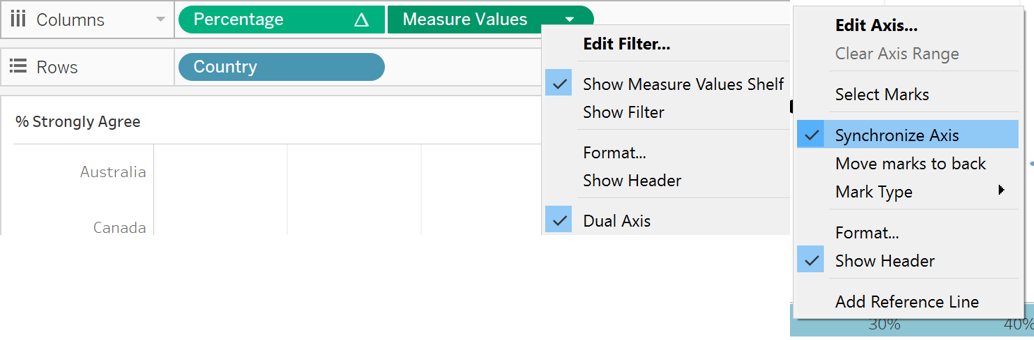 Columns
Percentage Δ
Measure Values
Rows
Country
% Strongly Agree
Australia
Canada
Edit Filter...
Show Measure Values Shelf
Show Filter
Format...
Show Header
Dual Axis
Edit Axis...
Clear Axis Range
Select Marks
Synchronize Axis
Move marks to back
Mark Type
Format...
Show Header
Add Reference Line
30%
40%